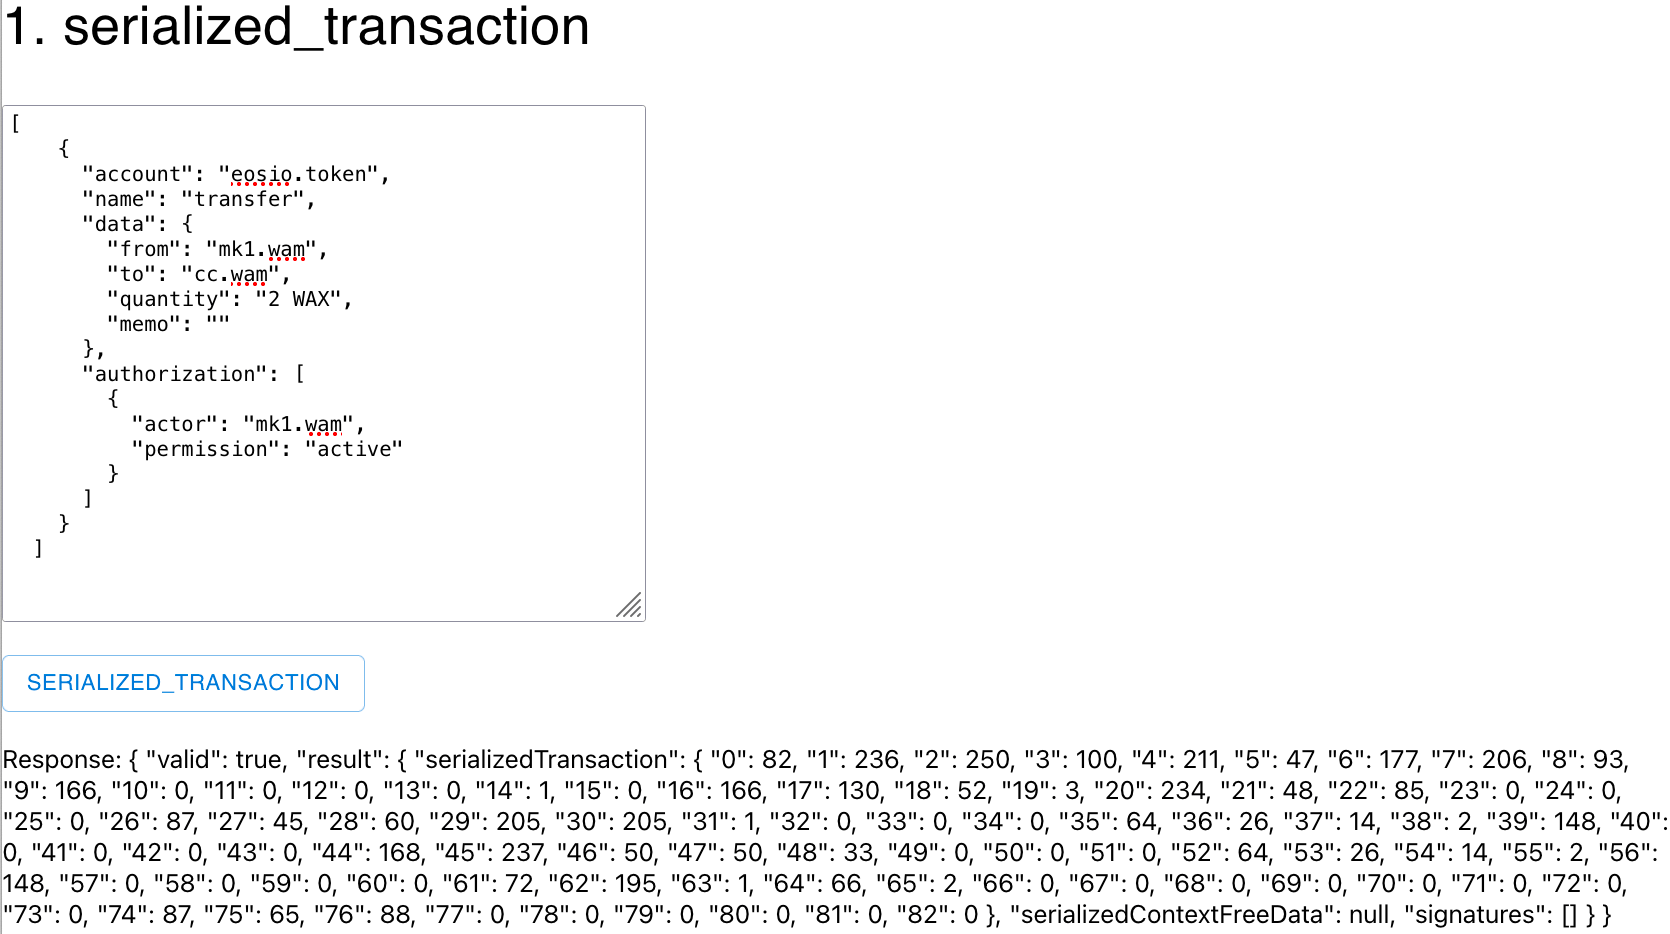 1. serialized_transaction
[
    {
      "account": "eosio.token",
      "name": "transfer",
      "data": {
        "from": "mk1.wam",
        "to": "cc.wam",
        "quantity": "2 WAX",
        "memo": ""
      },
      "authorization": [
        {
          "actor": "mk1.wam",
          "permission": "active"
        }
      ]
    }
  ]
SERIALIZED_TRANSACTION
Response: { "valid": true, "result": { "serializedTransaction": { "0": 82, "1": 236, "2": 250, "3": 100, "4": 211, "5": 47, "6": 177, "7": 206, "8": 93,
"9": 166, "10": 0, "11": 0, "12": 0, "13": 0, "14": 1, "15": 0, "16": 166, "17": 130, "18": 52, "19": 3, "20": 234, "21": 48, "22": 85, "23": 0, "24": 0,
"25": 0, "26": 87, "27": 45, "28": 60, "29": 205, "30": 205, "31": 1, "32": 0, "33": 0, "34": 0, "35": 64, "36": 26, "37": 14, "38": 2, "39": 148, "40":
0, "41": 0, "42": 0, "43": 0, "44": 168, "45": 237, "46": 50, "47": 50, "48": 33, "49": 0, "50": 0, "51": 0, "52": 64, "53": 26, "54": 14, "55": 2, "56":
148, "57": 0, "58": 0, "59": 0, "60": 0, "61": 72, "62": 195, "63": 1, "64": 66, "65": 2, "66": 0, "67": 0, "68": 0, "69": 0, "70": 0, "71": 0, "72": 0,
"73": 0, "74": 87, "75": 65, "76": 88, "77": 0, "78": 0, "79": 0, "80": 0, "81": 0, "82": 0 }, "serializedContextFreeData": null, "signatures": [] } }